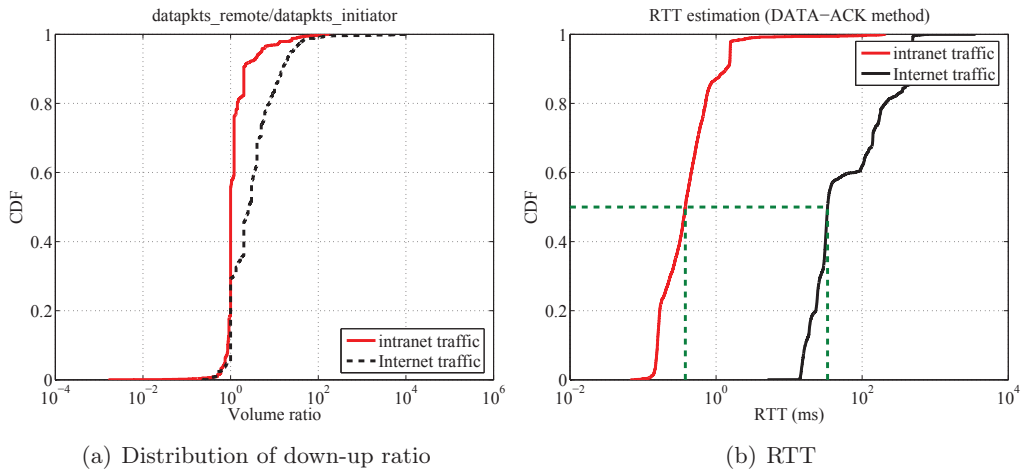 datapkts_remote/datapkts_initiator
1
0.8
0.6
0.4
0.2
0
CDF
intranet traffic
Internet traffic
10^−4 10^−2 10^0 10^2 10^4 10^6
Volume ratio
(a) Distribution of down-up ratio
RTT estimation (DATA−ACK method)
1
0.8
0.6
0.4
0.2
0
CDF
intranet traffic
Internet traffic
10^−2 10^0 10^2 10^4
RTT (ms)
(b) RTT